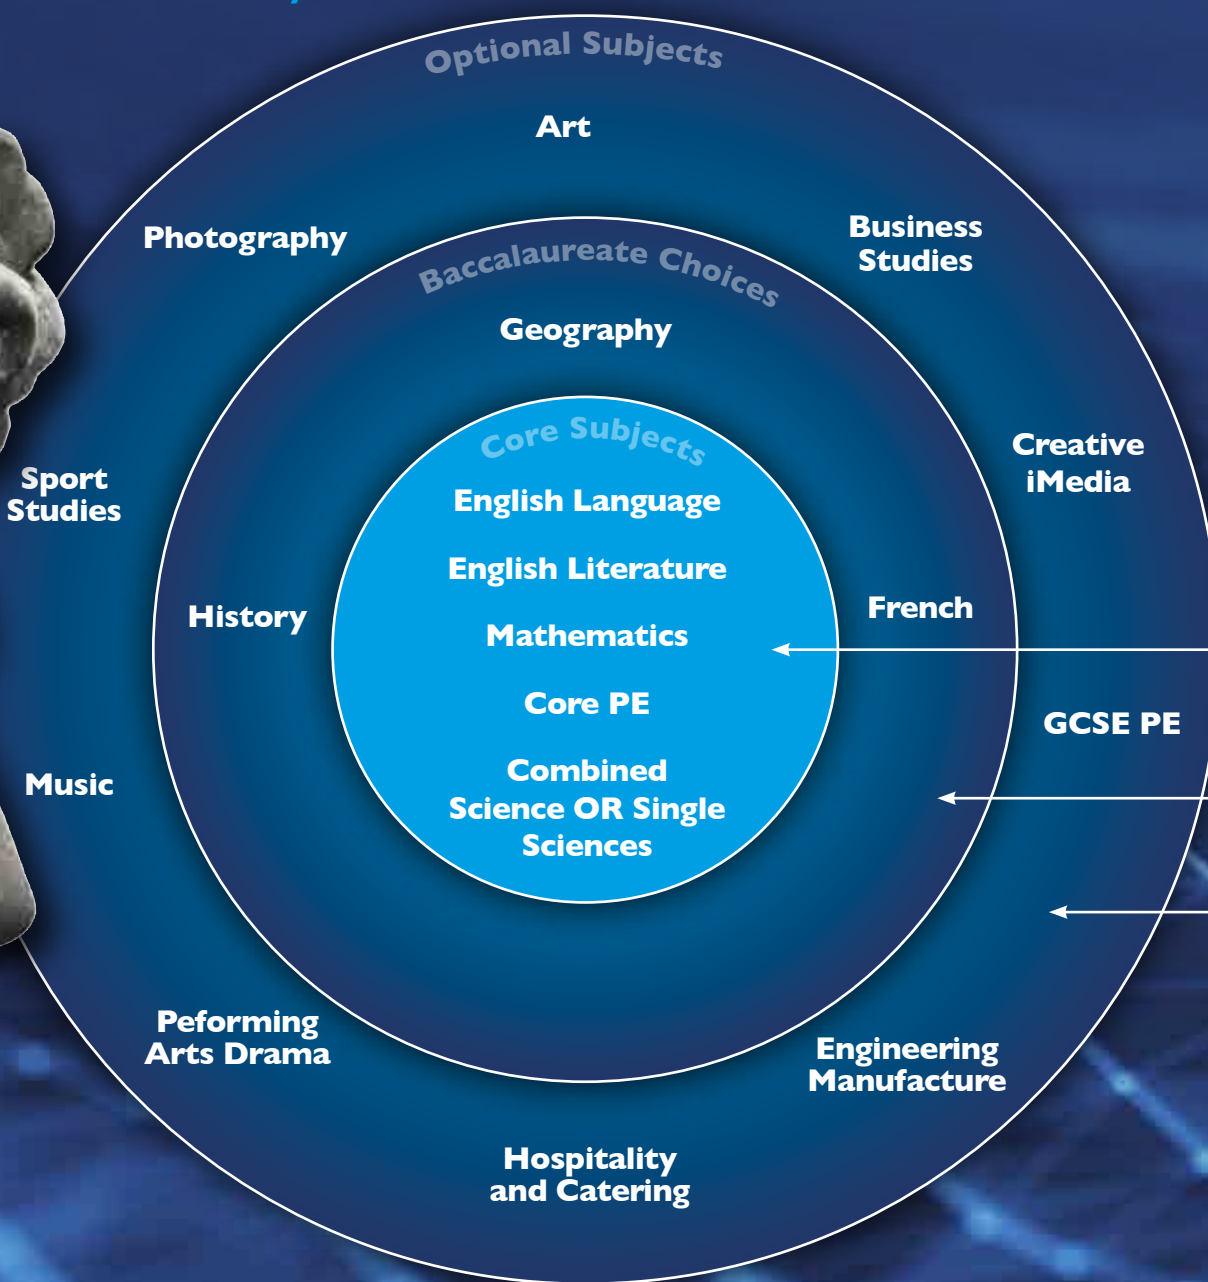 Optional Subjects
Art
Photography
Business
Studies
Baccalaureate Choices
Geography
Core Subjects
Creative
iMedia
Sport
Studies
English Language
English Literature
History
French
Mathematics
Core PE
GCSE PE
Music
Combined
Science OR Single
Sciences
Peforming
Arts Drama
Engineering
Manufacture
Hospitality
and Catering